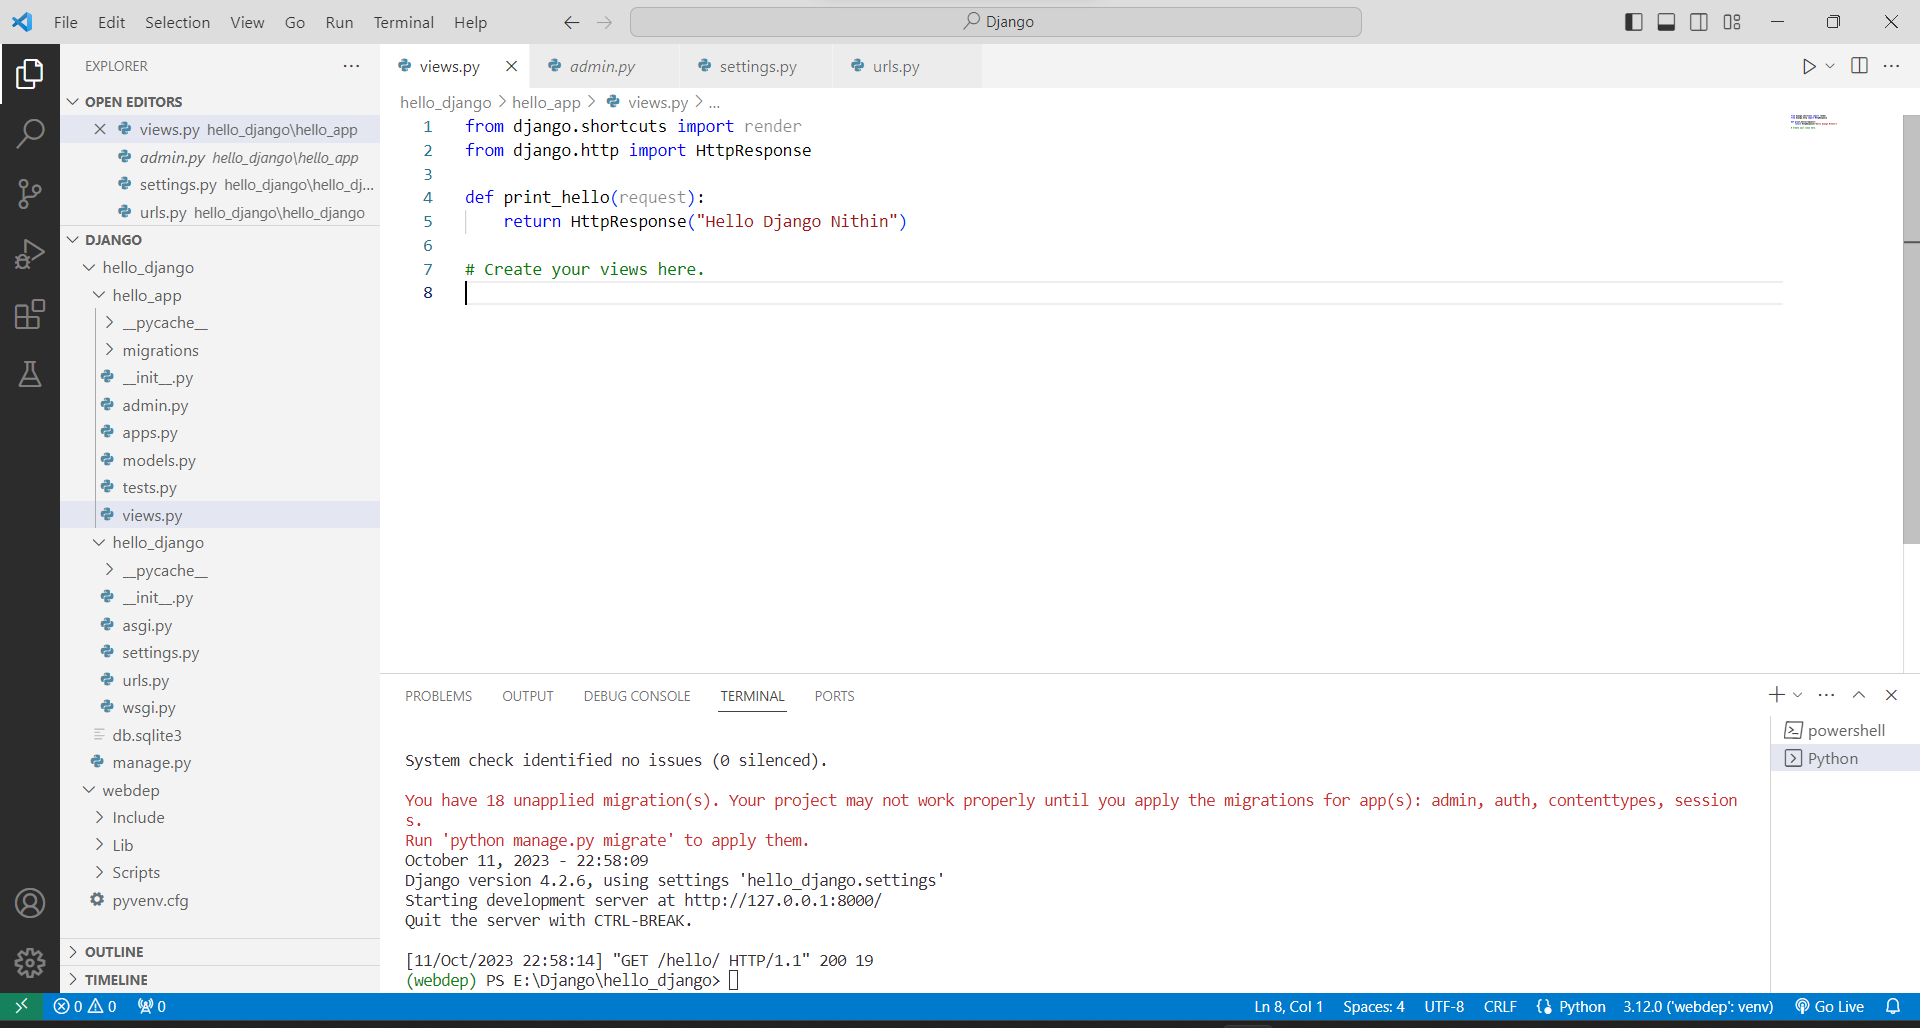 File Edit Selection View Go Run Terminal Help
Django
EXPLORER
OPEN EDITORS
views.py hello_django\hello_app
admin.py hello_django\hello_app
settings.py hello_django\hello_dj...
urls.py hello_django\hello_django
DJANGO
hello_django
hello_app
__pycache__
migrations
__init__.py
admin.py
apps.py
models.py
tests.py
views.py
hello_django
__pycache__
__init__.py
asgi.py
settings.py
urls.py
wsgi.py
db.sqlite3
manage.py
webdep
Include
Lib
Scripts
pyvenv.cfg
OUTLINE
TIMELINE
views.py admin.py settings.py urls.py
hello_django > hello_app > views.py > ...
1 from django.shortcuts import render
2 from django.http import HttpResponse
3
4 def print_hello(request):
5 return HttpResponse("Hello Django Nithin")
6
7 # Create your views here.
8
PROBLEMS OUTPUT DEBUG CONSOLE TERMINAL PORTS
powershell
Python
System check identified no issues (0 silenced).
You have 18 unapplied migration(s). Your project may not work properly until you apply the migrations for app(s): admin, auth, contenttypes, session
s.
Run 'python manage.py migrate' to apply them.
October 11, 2023 - 22:58:09
Django version 4.2.6, using settings 'hello_django.settings'
Starting development server at http://127.0.0.1:8000/
Quit the server with CTRL-BREAK.
[11/Oct/2023 22:58:14] "GET /hello/ HTTP/1.1" 200 19
(webdep) PS E:\Django\hello_django>
0 0 0 Ln 8, Col 1 Spaces: 4 UTF-8 CRLF Python 3.12.0 ('webdep': venv) Go Live